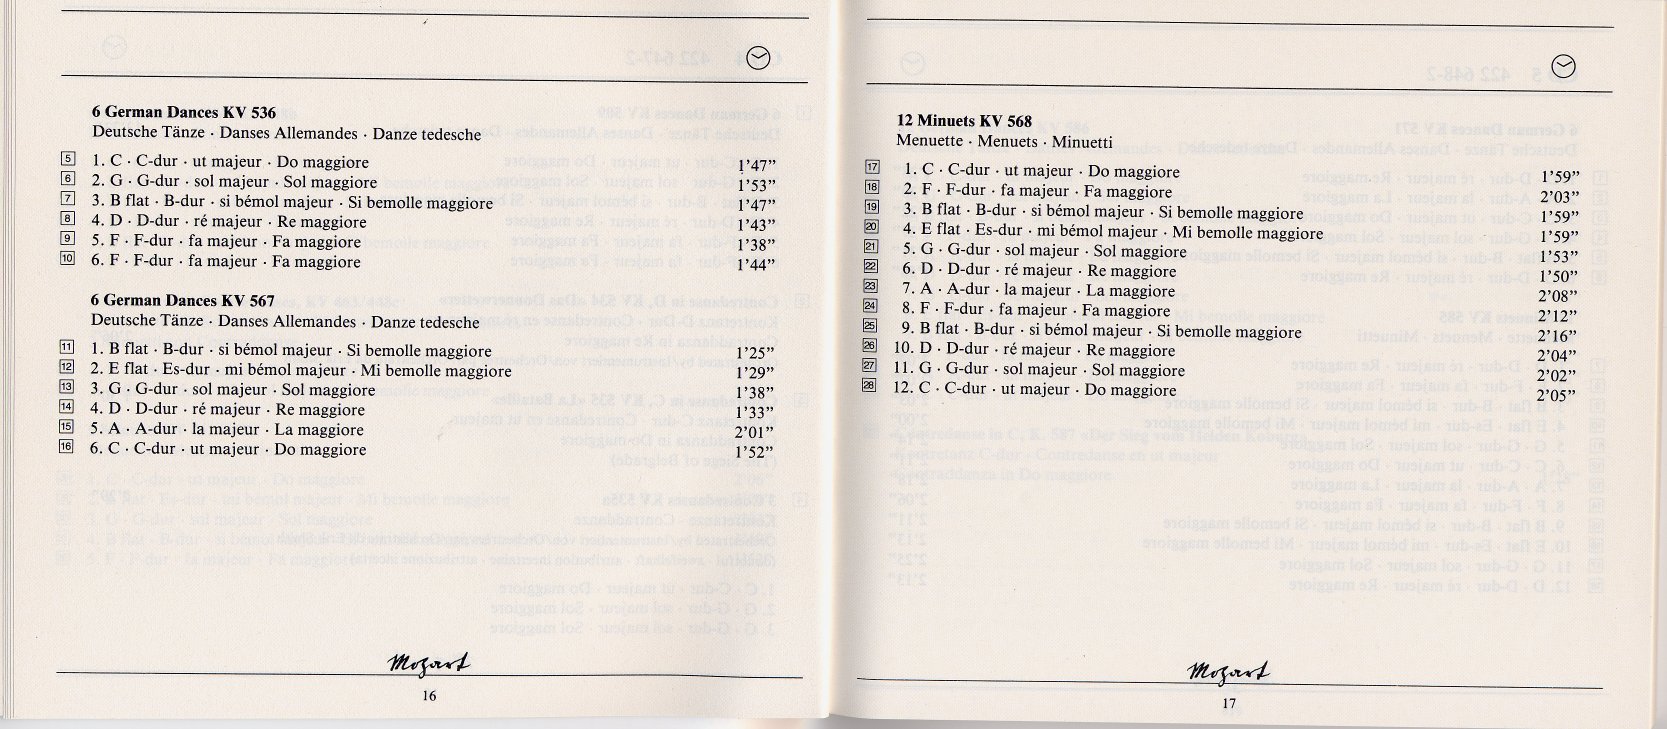 6 German Dances KV 536
Deutsche Tänze · Danses Allemandes · Danze tedesche
5 1. C · C-dur · ut majeur · Do maggiore 1’47”
6 2. G · G-dur · sol majeur · Sol maggiore 1’53”
7 3. B flat · B-dur · si bémol majeur · Si bemolle maggiore 1’47”
8 4. D · D-dur · ré majeur · Re maggiore 1’43”
9 5. F · F-dur · fa majeur · Fa maggiore 1’38”
10 6. F · F-dur · fa majeur · Fa maggiore 1’44”
6 German Dances KV 567
Deutsche Tänze · Danses Allemandes · Danze tedesche
11 1. B flat · B-dur · si bémol majeur · Si bemolle maggiore 1’25”
12 2. E flat · Es-dur · mi bémol majeur · Mi bemolle maggiore 1’29”
13 3. G · G-dur · sol majeur · Sol maggiore 1’38”
14 4. D · D-dur · ré majeur · Re maggiore 1’33”
15 5. A · A-dur · la majeur · La maggiore 2’01”
16 6. C · C-dur · ut majeur · Do maggiore 1’52”
Mozart
16
12 Minuets KV 568
Menuette · Menuets · Minuetti
17 1. C · C-dur · ut majeur · Do maggiore 1’59”
18 2. F · F-dur · fa majeur · Fa maggiore 2’03”
19 3. B flat · B-dur · si bémol majeur · Si bemolle maggiore 1’59”
20 4. E flat · Es-dur · mi bémol majeur · Mi bemolle maggiore 1’59”
21 5. G · G-dur · sol majeur · Sol maggiore 1’53”
22 6. D · D-dur · ré majeur · Re maggiore 1’50”
23 7. A · A-dur · la majeur · La maggiore 2’08”
24 8. F · F-dur · fa majeur · Fa maggiore 2’12”
25 9. B flat · B-dur · si bémol majeur · Si bemolle maggiore 2’16”
26 10. D · D-dur · ré majeur · Re maggiore 2’04”
27 11. G · G-dur · sol majeur · Sol maggiore 2’02”
28 12. C · C-dur · ut majeur · Do maggiore 2’05”
Mozart
17